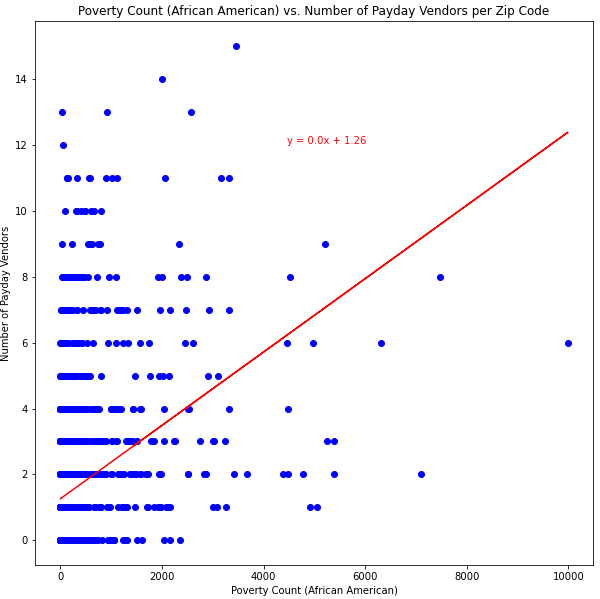 Poverty Count (African American) vs. Number of Payday Vendors per Zip Code
14
12
10
8
6
4
2
0
Number of Payday Vendors
y = 0.0x + 1.26
0 2000 4000 6000 8000 10000
Poverty Count (African American)